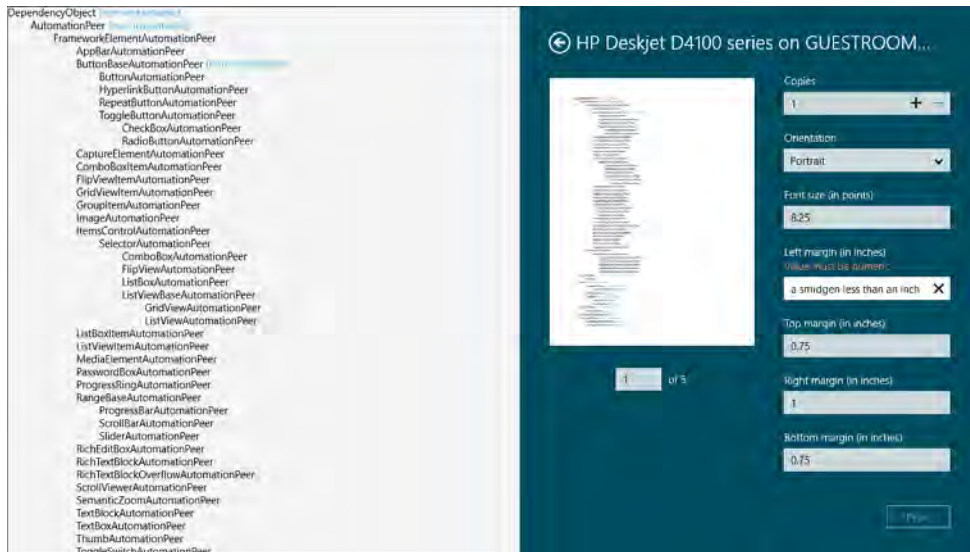 DependencyObject
AutomationPeer
FrameworkElementAutomationPeer
AppBarAutomationPeer
ButtonBaseAutomationPeer
ButtonAutomationPeer
HyperlinkButtonAutomationPeer
RepeatButtonAutomationPeer
ToggleButtonAutomationPeer
CheckBoxAutomationPeer
RadioButtonAutomationPeer
CaptureElementAutomationPeer
ComboBoxItemAutomationPeer
FlipViewItemAutomationPeer
GridViewItemAutomationPeer
GroupItemAutomationPeer
ImageAutomationPeer
ItemsControlAutomationPeer
SelectorAutomationPeer
ComboBoxAutomationPeer
FlipViewAutomationPeer
ListBoxAutomationPeer
ListViewBaseAutomationPeer
GridViewAutomationPeer
ListViewAutomationPeer
ListBoxItemAutomationPeer
ListViewItemAutomationPeer
MediaElementAutomationPeer
PasswordBoxAutomationPeer
ProgressRingAutomationPeer
RangeBaseAutomationPeer
ProgressBarAutomationPeer
ScrollBarAutomationPeer
SliderAutomationPeer
RichEditBoxAutomationPeer
RichTextBlockAutomationPeer
RichTextBlockOverflowAutomationPeer
ScrollViewerAutomationPeer
SemanticZoomAutomationPeer
TextBlockAutomationPeer
TextBoxAutomationPeer
ThumbAutomationPeer
ToggleSwitchAutomationPeer
HP Deskjet D4100 series on GUESTROOM...
1 of 5
Copies
1
Orientation
Portrait
Font size (in points)
8.25
Left margin (in inches)
Value must be numeric
a smidgen less than an inch
Top margin (in inches)
0.75
Right margin (in inches)
1
Bottom margin (in inches)
0.75
Print